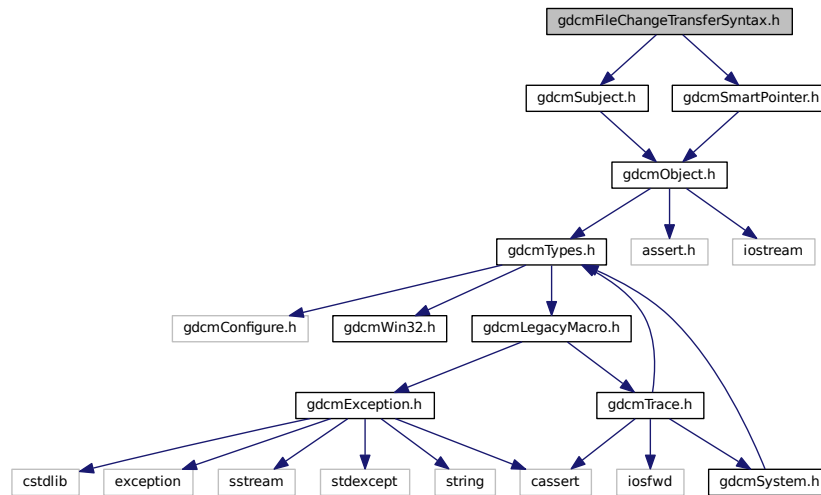 gdcmFileChangeTransferSyntax.h
gdcmSubject.h
gdcmSmartPointer.h
gdcmObject.h
gdcmTypes.h
assert.h
iostream
gdcmConfigure.h
gdcmWin32.h
gdcmLegacyMacro.h
gdcmException.h
gdcmTrace.h
cstdlib
exception
sstream
stdexcept
string
cassert
iosfwd
gdcmSystem.h